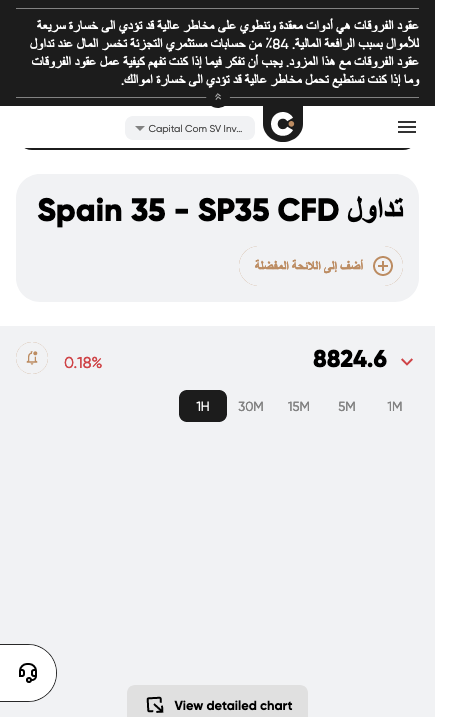 عقود الفروقات هي أدوات معقدة وتنطوي على مخاطر عالية قد تؤدي الى خسارة سريعة
للأموال بسبب الرافعة المالية. 84٪ من حسابات مستثمري التجزئة تخسر المال عند تداول
عقود الفروقات مع هذا المزود. يجب أن تفكر فيما إذا كنت تفهم كيفية عمل عقود الفروقات
وما إذا كنت تستطيع تحمل مخاطر عالية قد تؤدي الى خسارة اموالك.
Capital Com SV Inv...
تداول Spain 35 - SP35 CFD
أضف إلى اللائحة المفضلة
8824.6
0.18%
1H 30M 15M 5M 1M
View detailed chart